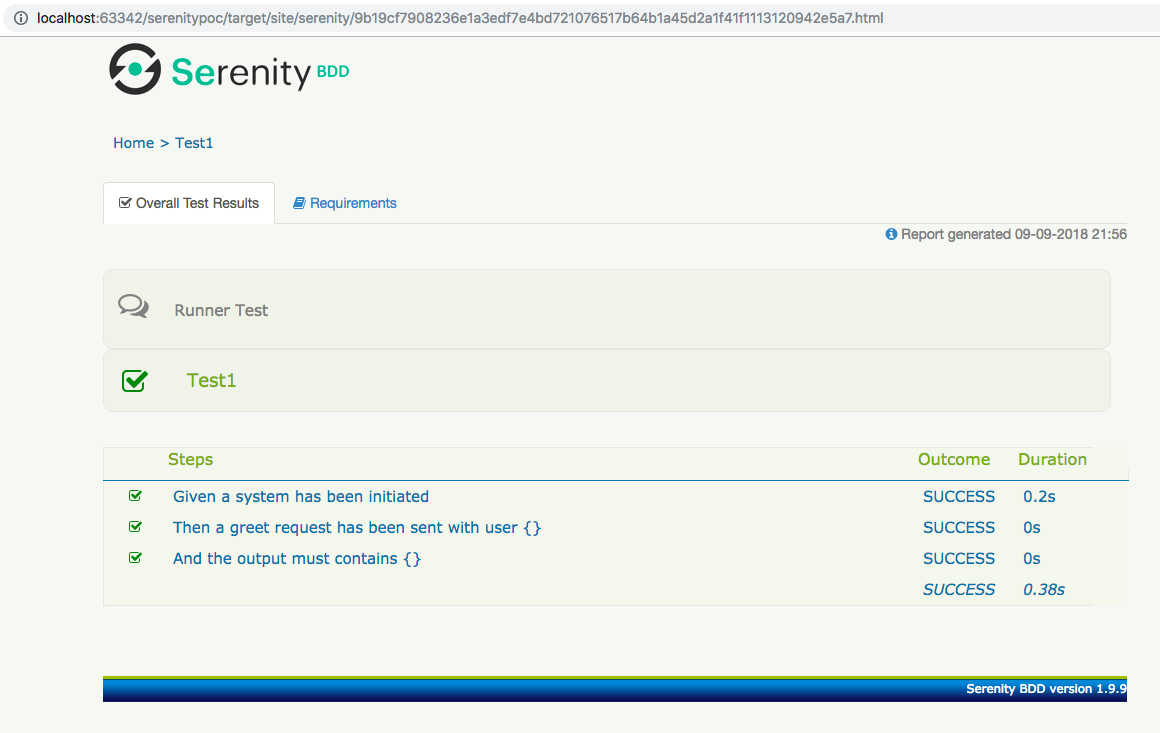 localhost:63342/serenitypoc/target/site/serenity/9b19cf7908236e1a3edf7e4bd721076517b64b1a45d2a1f41f1113120942e5a7.html
Serenity BDD
Home > Test1
Overall Test Results Requirements
Report generated 09-09-2018 21:56
Runner Test
Test1
Steps Outcome Duration
Given a system has been initiated SUCCESS 0.2s
Then a greet request has been sent with user {} SUCCESS 0s
And the output must contains {} SUCCESS 0s
SUCCESS 0.38s
Serenity BDD version 1.9.9